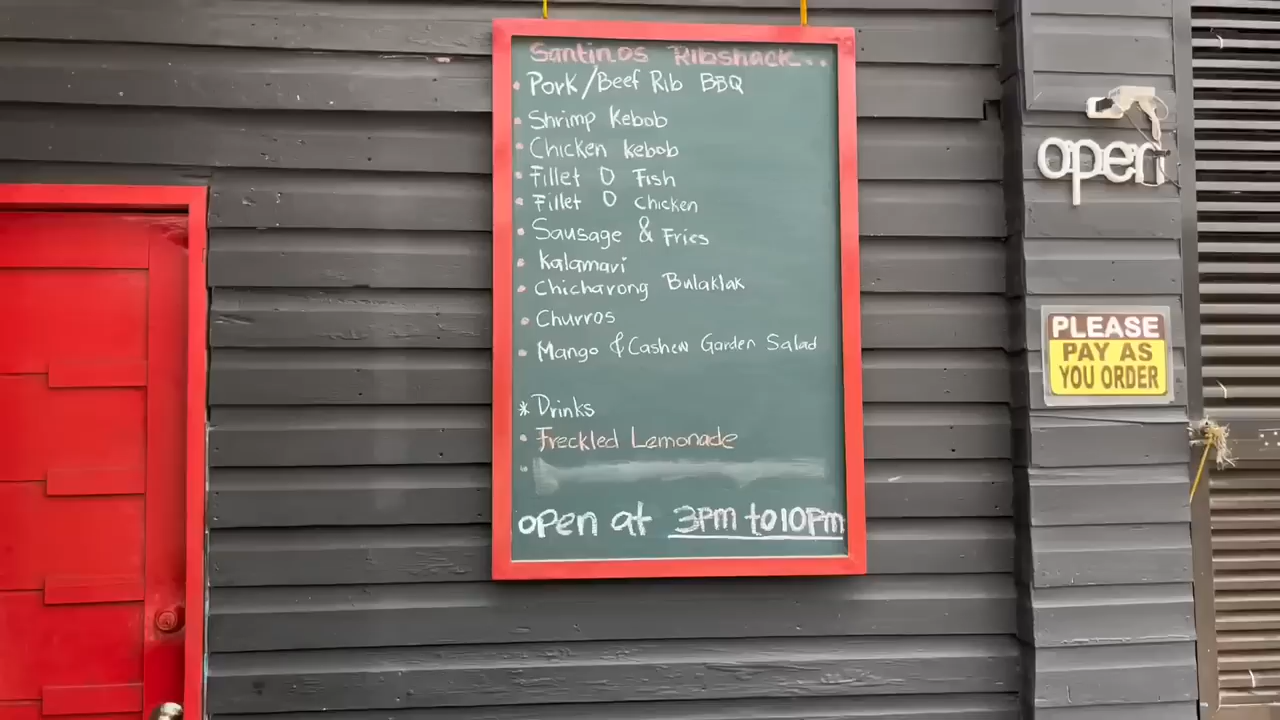 Santinos Ribshack..
Pork/Beef Rib BBQ
Shrimp Kebob
Chicken Kebob
Fillet O Fish
Fillet O Chicken
Sausage & Fries
Kalamari
Chicharong Bulaklak
Churros
Mango & Cashew Garden Salad
* Drinks
Freckled Lemonade
open at 3pm to 10pm
open
PLEASE
PAY AS
YOU ORDER